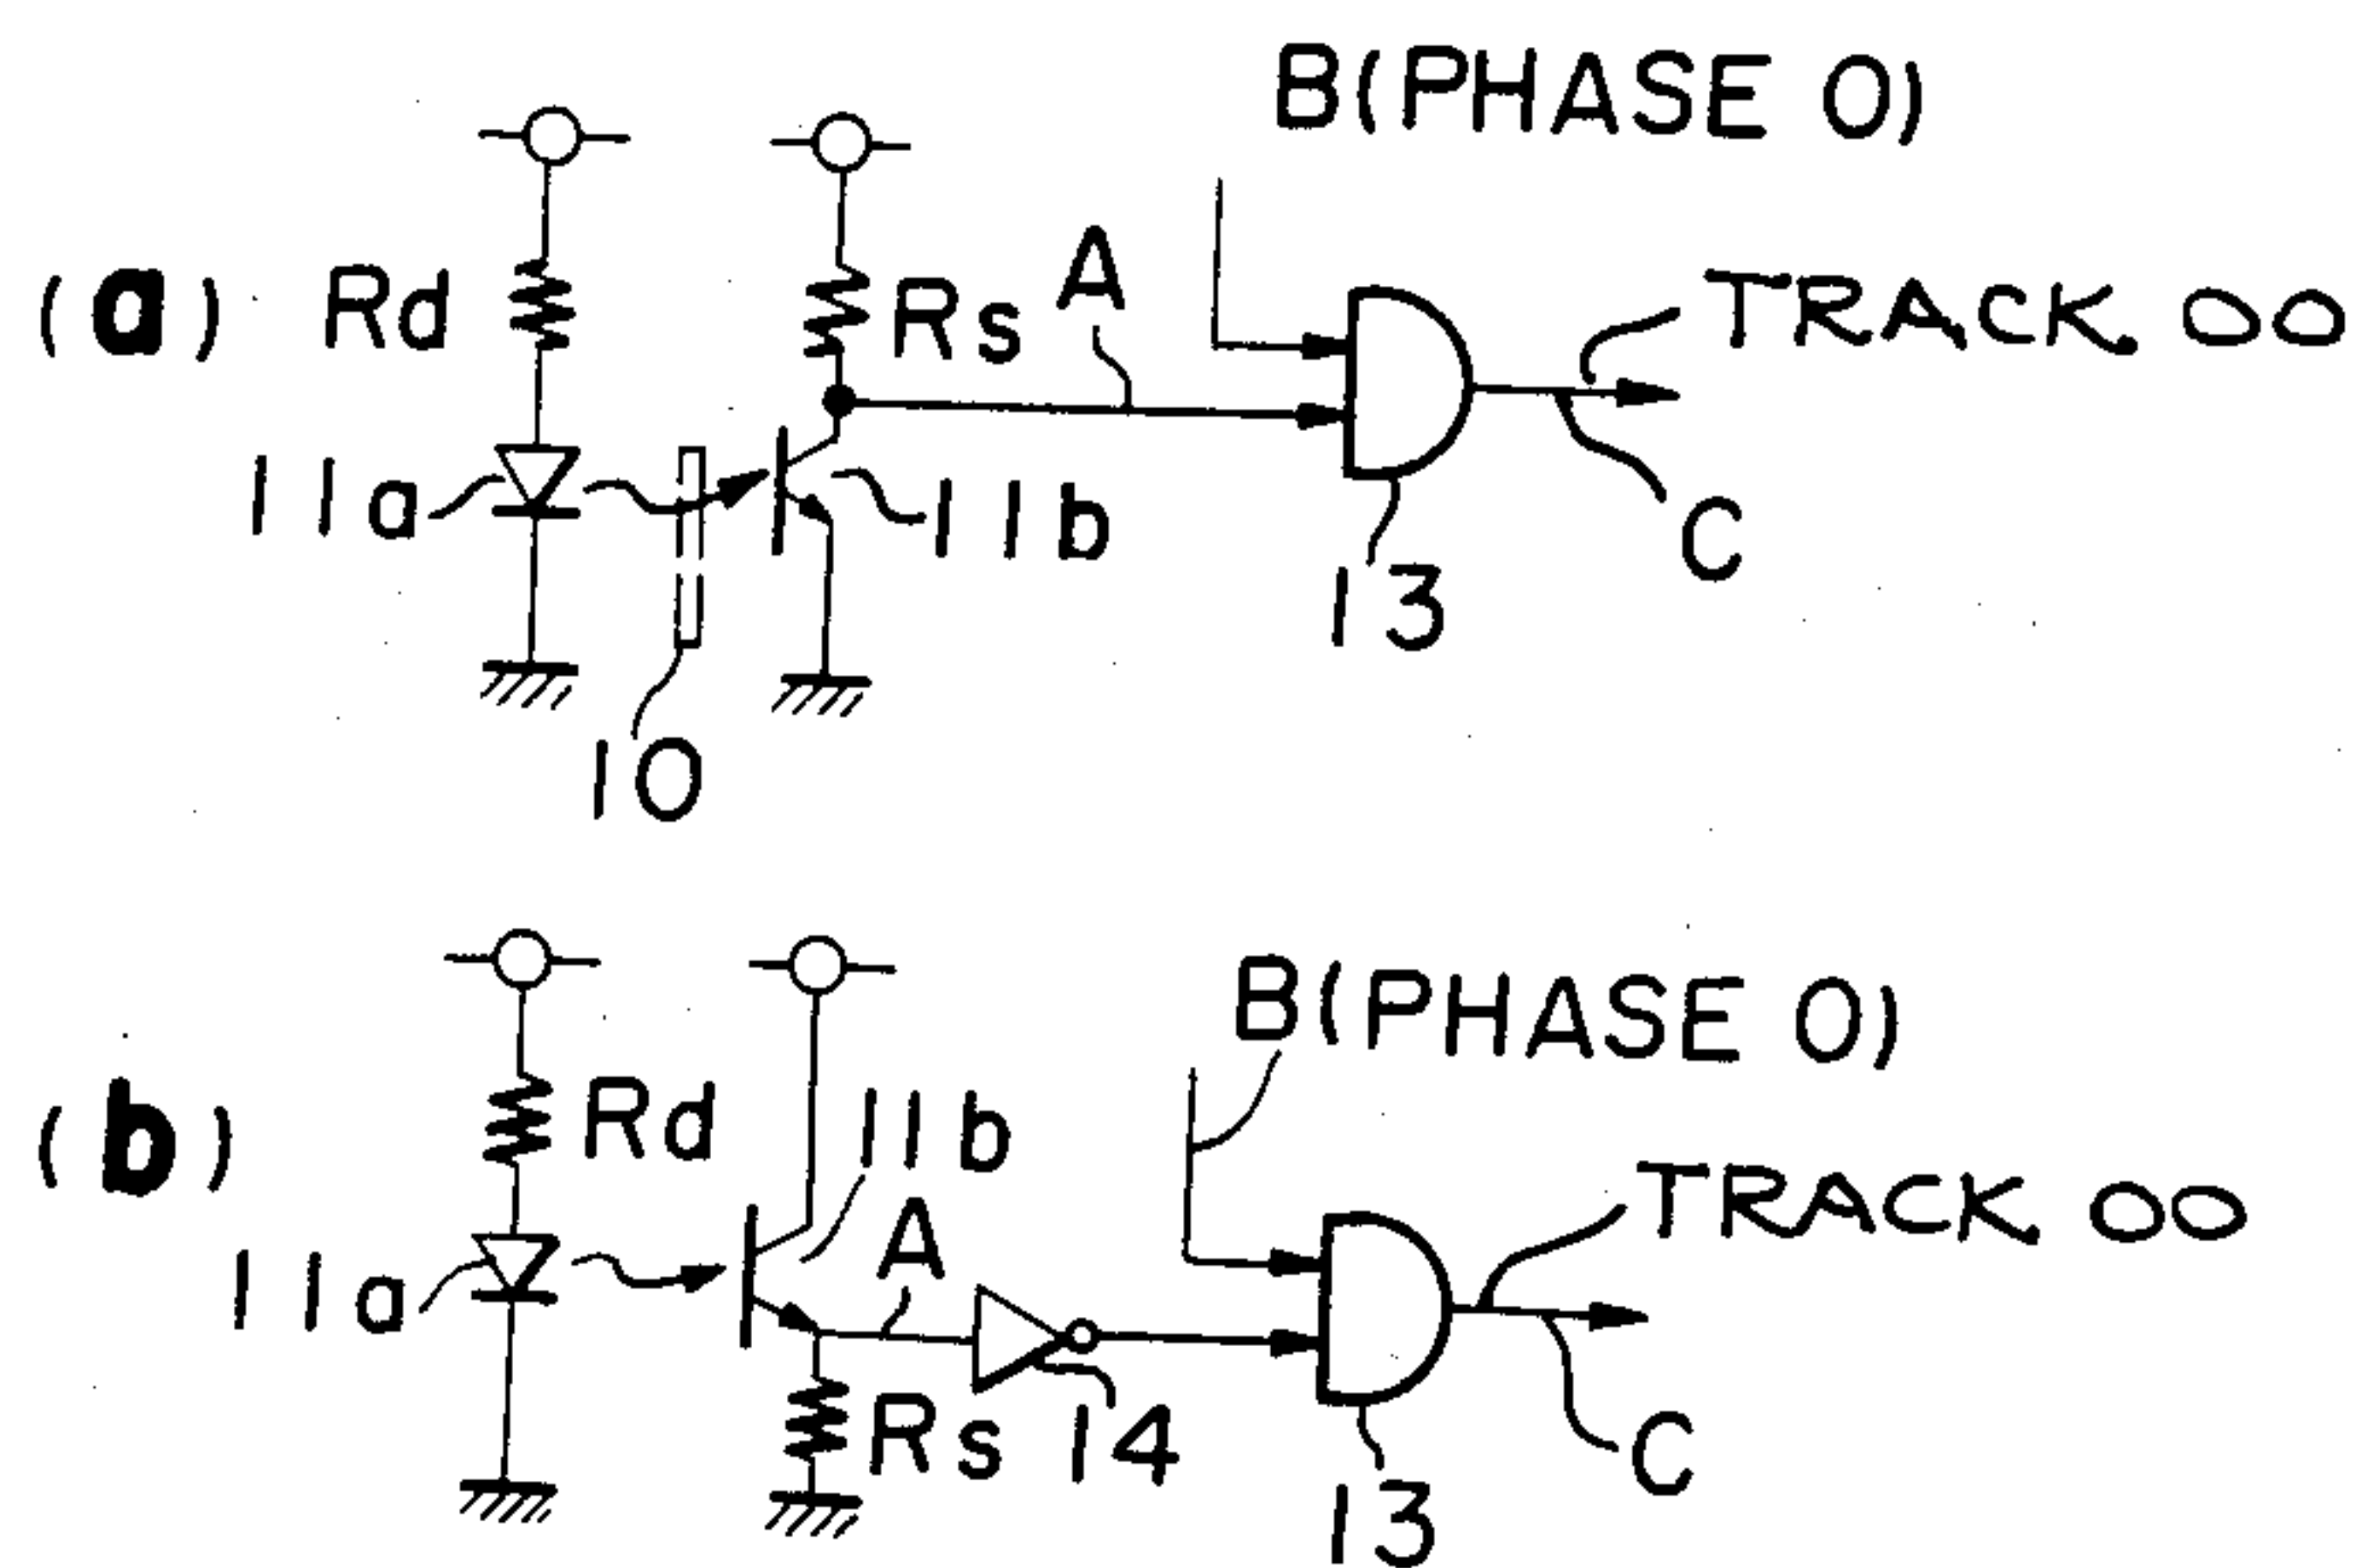 B(PHASE 0)
(a)
Rd
Rs
A
TRACK 00
11a
11b
C
13
10
B(PHASE 0)
(b)
Rd
11b
A
TRACK 00
11a
Rs
14
C
13